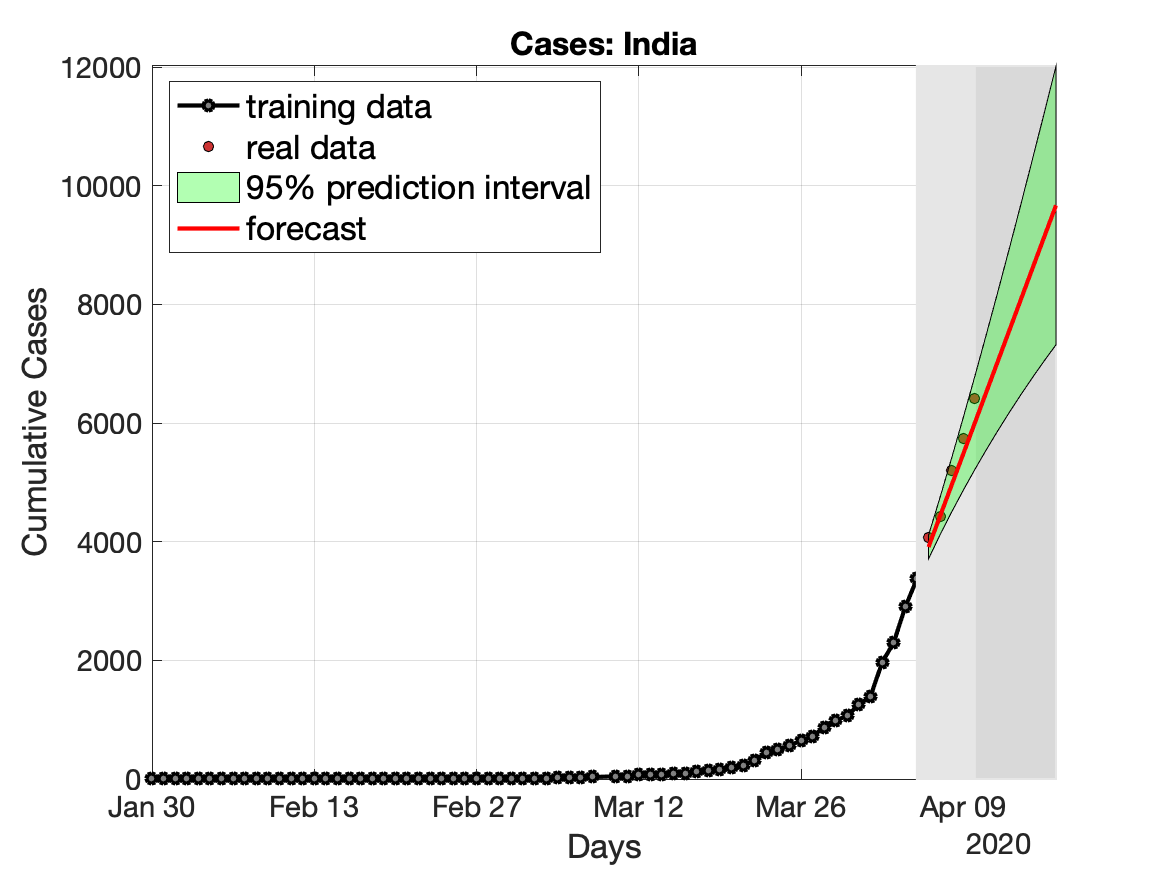 Cases: India
training data
real data
95% prediction interval
forecast
12000
10000
8000
6000
4000
2000
0
Cumulative Cases
Jan 30 Feb 13 Feb 27 Mar 12 Mar 26 Apr 09
2020
Days